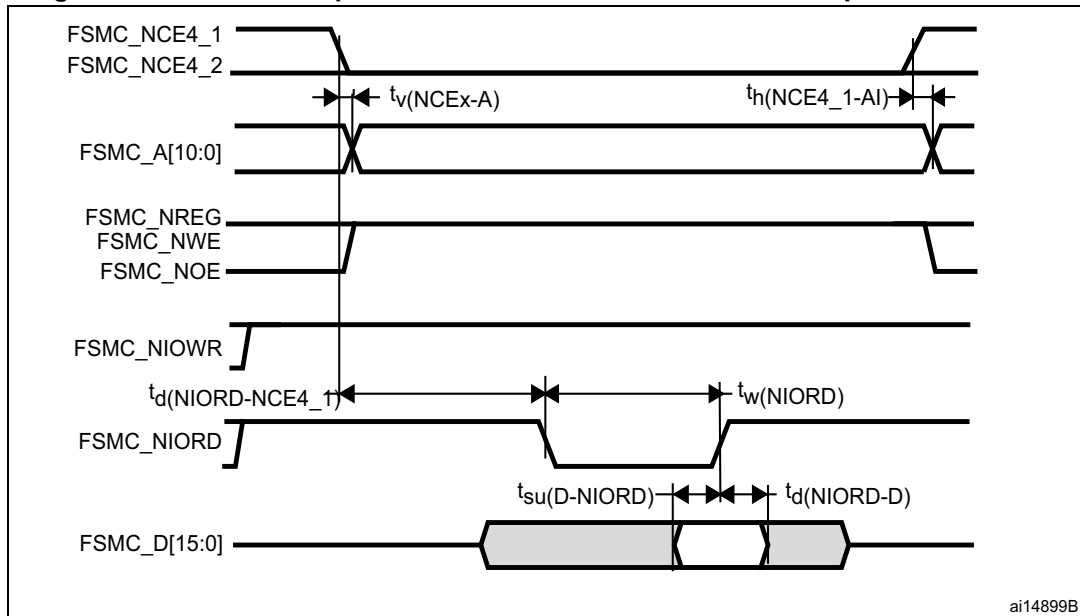 FSMC_NCE4_1
FSMC_NCE4_2
tv(NCEx-A)
th(NCE4_1-AI)
FSMC_A[10:0]
FSMC_NREG
FSMC_NWE
FSMC_NOE
FSMC_NIOWR
td(NIORD-NCE4_1)
tw(NIORD)
FSMC_NIORD
tsu(D-NIORD)
td(NIORD-D)
FSMC_D[15:0]
ai14899B